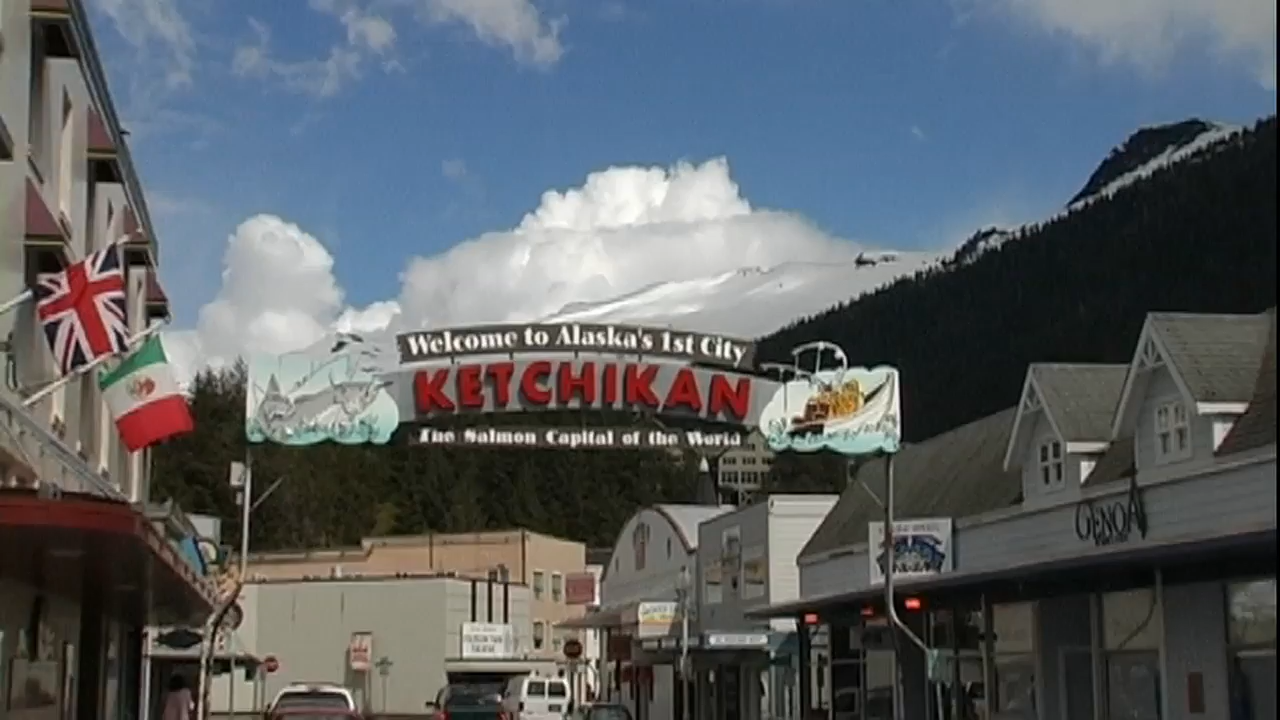 Welcome to Alaska's 1st City
KETCHIKAN
The Salmon Capital of the World
GENOA